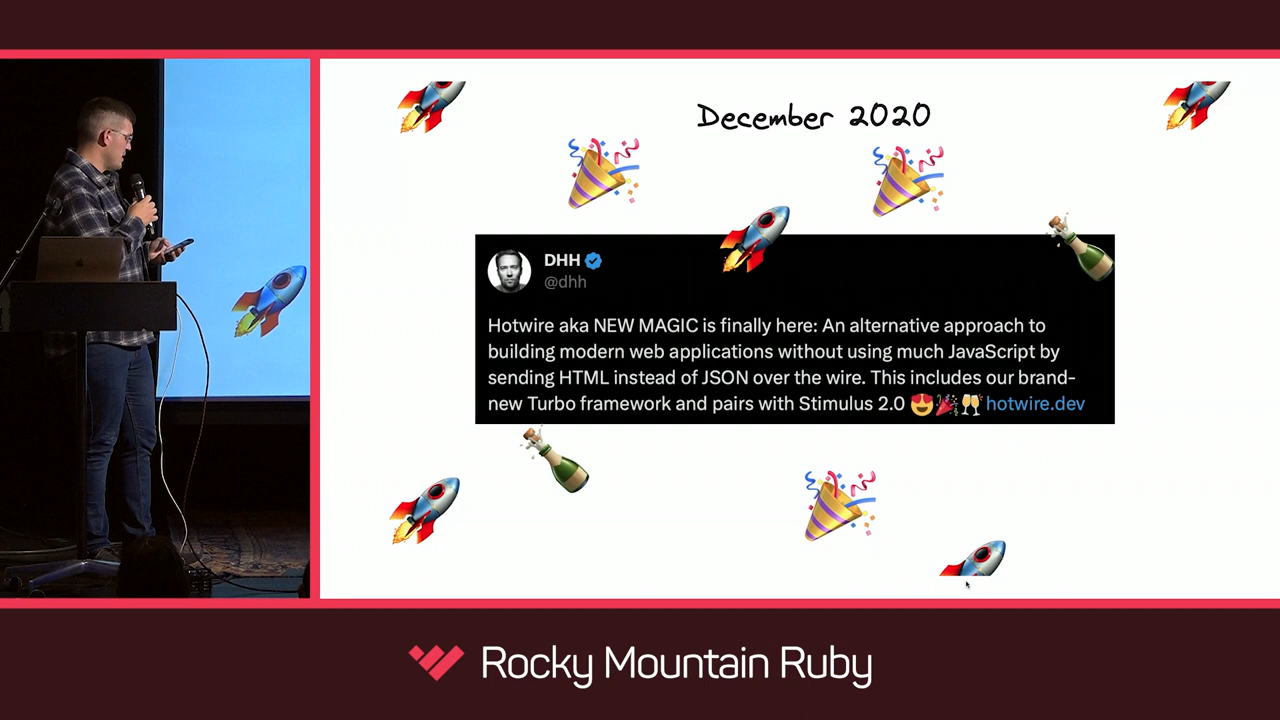 December 2020
DHH
@dhh
Hotwire aka NEW MAGIC is finally here: An alternative approach to
building modern web applications without using much JavaScript by
sending HTML instead of JSON over the wire. This includes our brand-
new Turbo framework and pairs with Stimulus 2.0 😍🎉🥂 hotwire.dev
Rocky Mountain Ruby